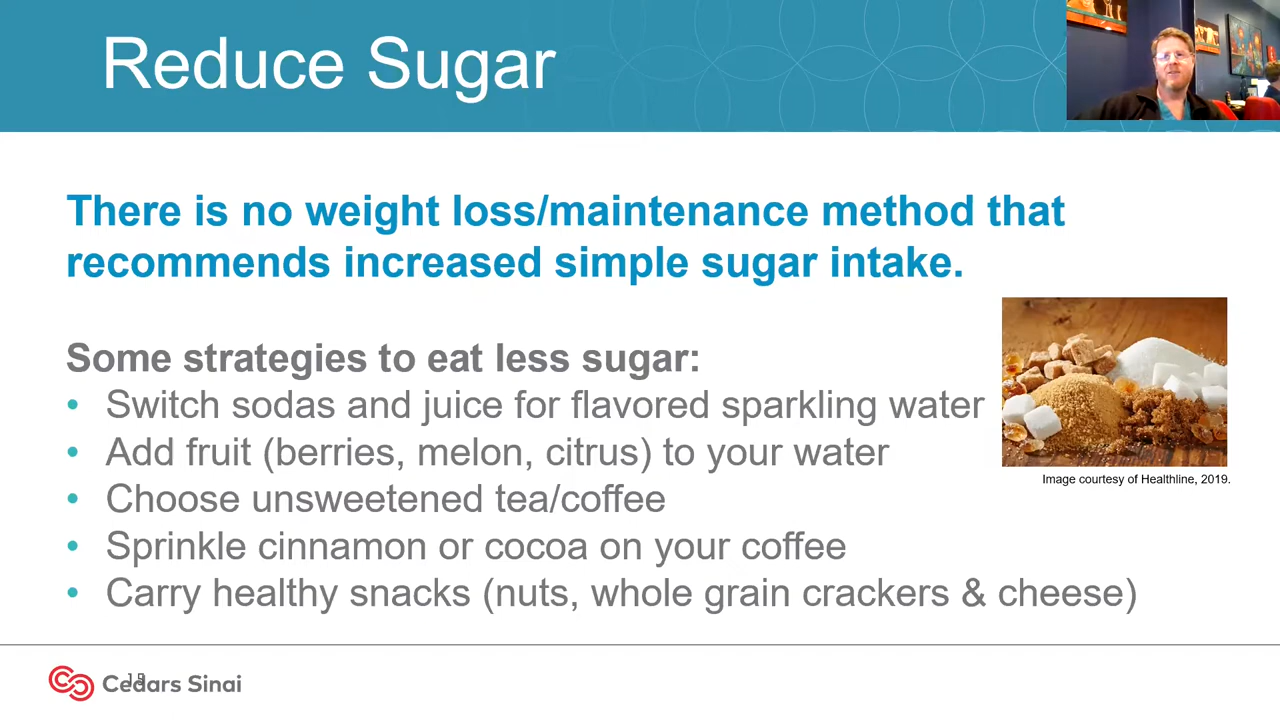 Reduce Sugar
There is no weight loss/maintenance method that
recommends increased simple sugar intake.
Some strategies to eat less sugar:
• Switch sodas and juice for flavored sparkling water
• Add fruit (berries, melon, citrus) to your water
• Choose unsweetened tea/coffee
• Sprinkle cinnamon or cocoa on your coffee
• Carry healthy snacks (nuts, whole grain crackers & cheese)
Image courtesy of Healthline, 2019.
Cedars Sinai